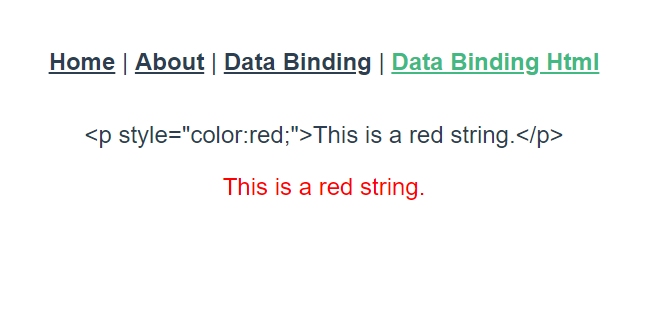 Home | About | Data Binding | Data Binding Html
<p style="color:red;">This is a red string.</p>
This is a red string.